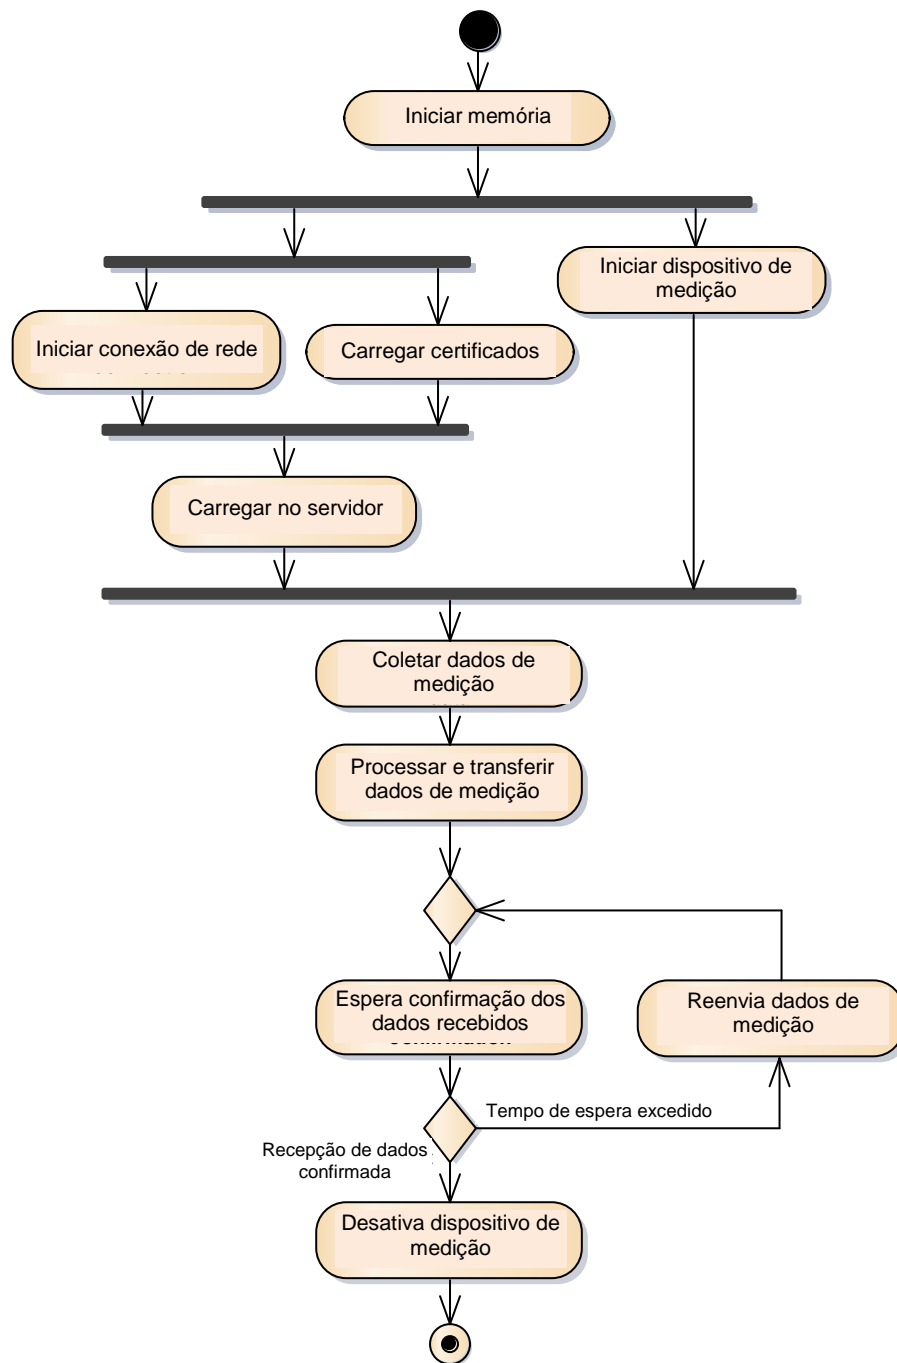 Iniciar memória
Iniciar dispositivo de
medição
Iniciar conexão de rede
Carregar certificados
Carregar no servidor
Coletar dados de
medição
Processar e transferir
dados de medição
Espera confirmação dos
dados recebidos
Reenvia dados de
medição
Tempo de espera excedido
Recepção de dados
confirmada
Desativa dispositivo de
medição